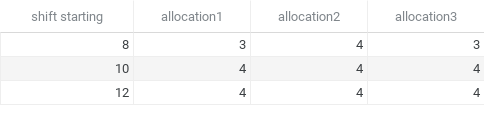 shift starting allocation1 allocation2 allocation3
8 3 4 3
10 4 4 4
12 4 4 4